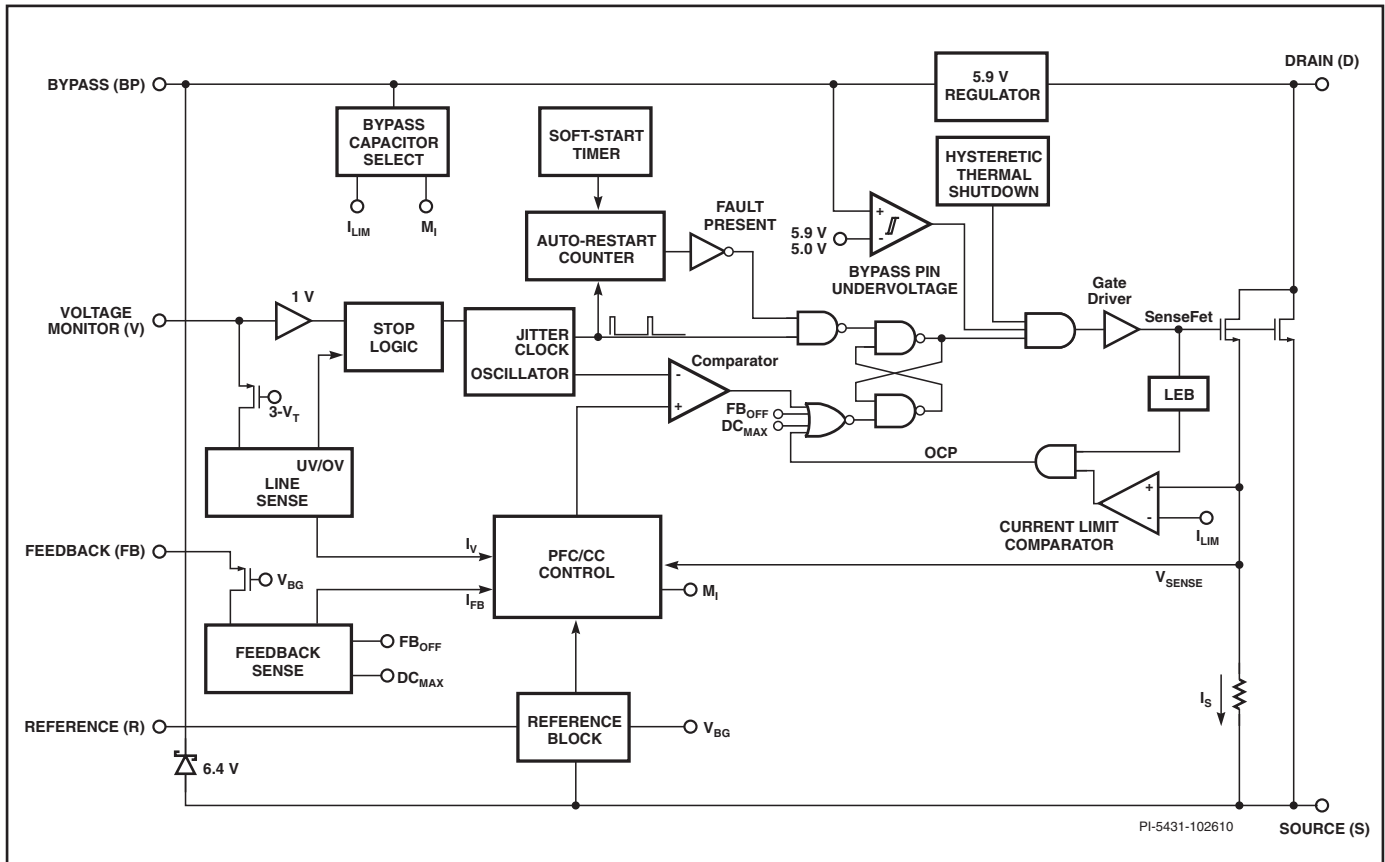 BYPASS (BP)
DRAIN (D)
5.9 V
REGULATOR
BYPASS
CAPACITOR
SELECT
I_LIM
M_I
SOFT-START
TIMER
HYSTERETIC
THERMAL
SHUTDOWN
AUTO-RESTART
COUNTER
FAULT
PRESENT
+
-
5.9 V
5.0 V
BYPASS PIN
UNDERVOLTAGE
VOLTAGE
MONITOR (V)
1 V
STOP
LOGIC
JITTER
CLOCK
OSCILLATOR
Gate
Driver
SenseFet
Comparator
-
+
3-V_T
FB_OFF
DC_MAX
LEB
OCP
UV/OV
LINE
SENSE
+
-
CURRENT LIMIT
COMPARATOR
I_LIM
FEEDBACK (FB)
V_BG
I_V
I_FB
PFC/CC
CONTROL
M_I
V_SENSE
FEEDBACK
SENSE
FB_OFF
DC_MAX
REFERENCE (R)
REFERENCE
BLOCK
V_BG
I_S
6.4 V
PI-5431-102610
SOURCE (S)